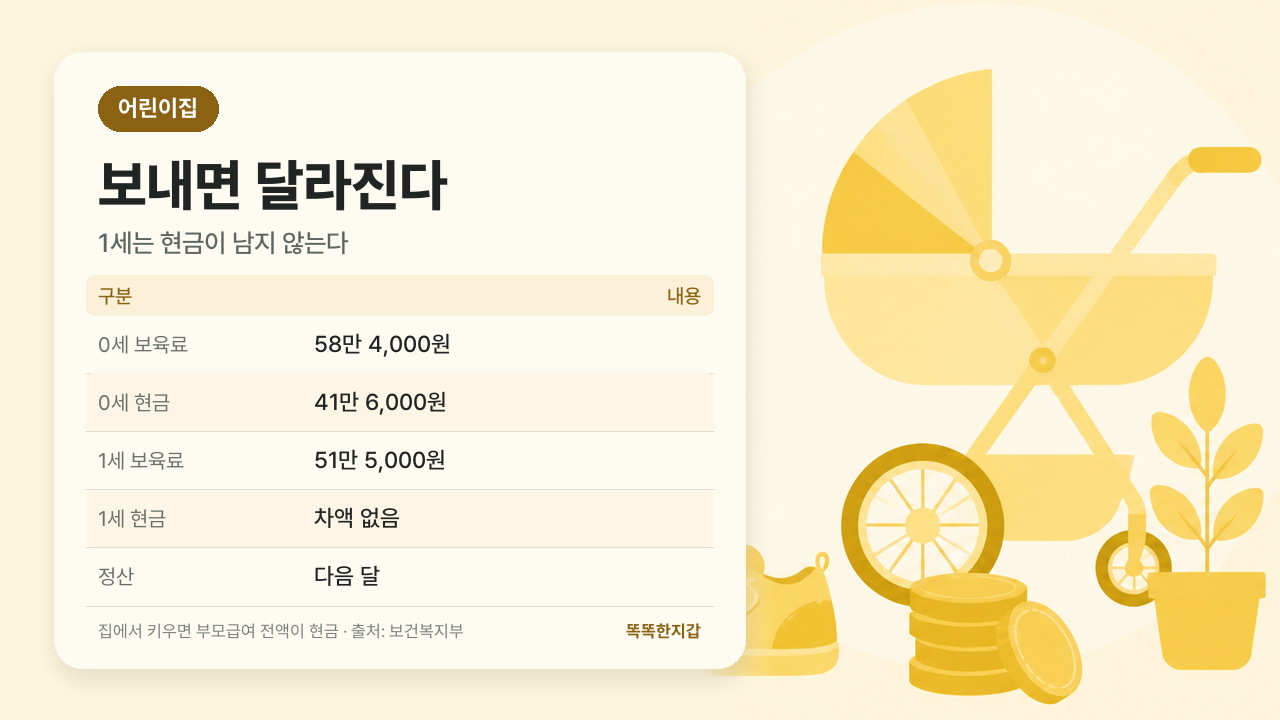 어린이집
보내면 달라진다
1세는 현금이 남지 않는다
구분 내용
0세 보육료 58만 4,000원
0세 현금 41만 6,000원
1세 보육료 51만 5,000원
1세 현금 차액 없음
정산 다음 달
집에서 키우면 부모급여 전액이 현금 · 출처: 보건복지부 똑똑한지갑